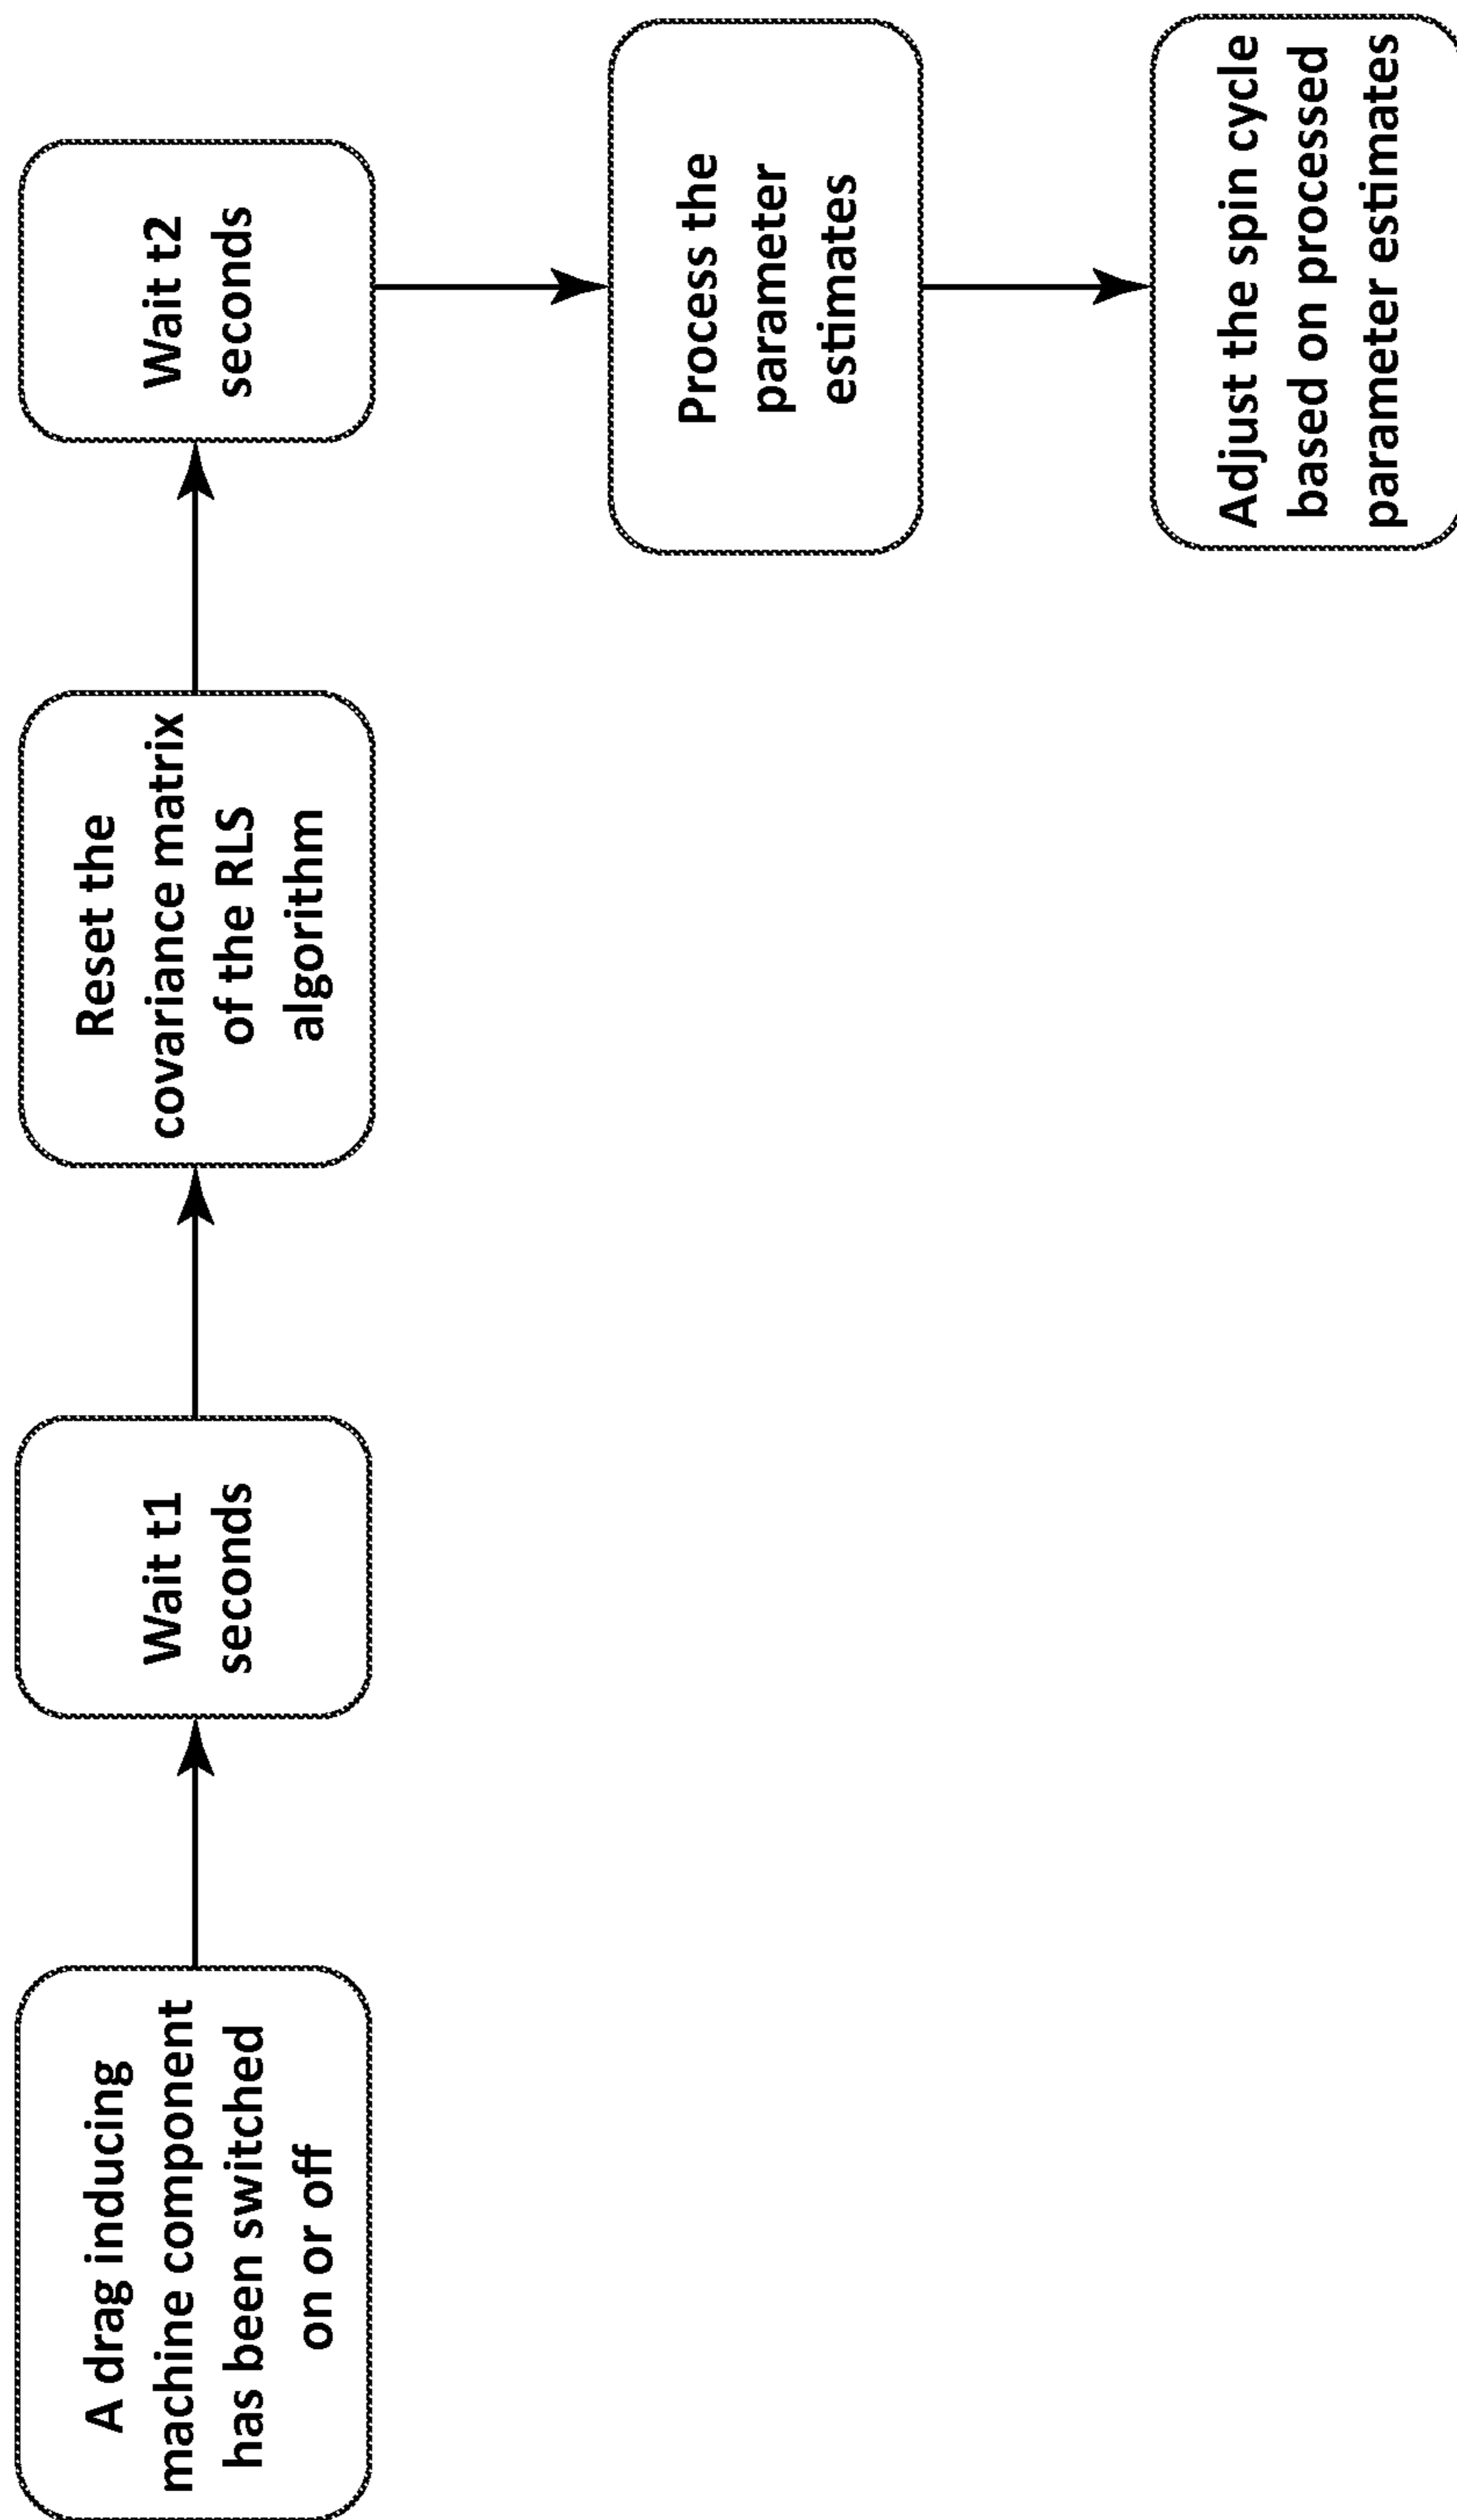 A drag inducing
machine component
has been switched
on or off
Wait t1
seconds
Reset the
covariance matrix
of the RLS
algorithm
Wait t2
seconds
Process the
parameter
estimates
Adjust the spin cycle
based on processed
parameter estimates